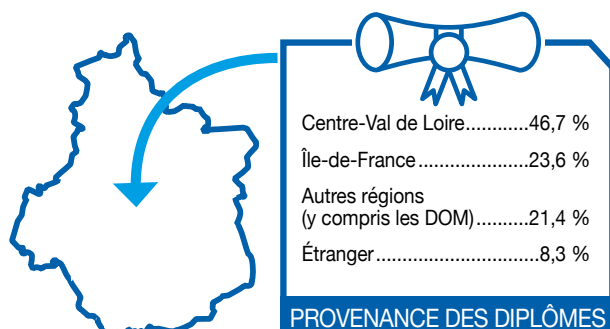 Centre-Val de Loire............46,7 %
Île-de-France.....................23,6 %
Autres régions
(y compris les DOM)..........21,4 %
Étranger...............................8,3 %
PROVENANCE DES DIPLÔMES